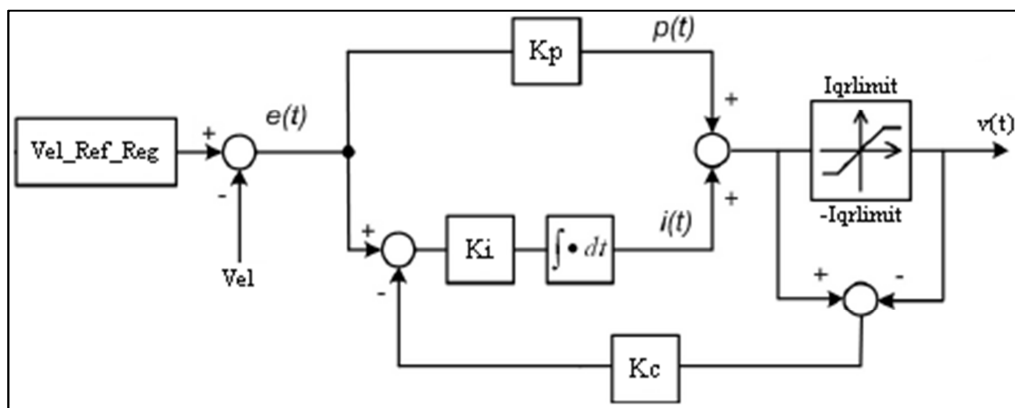 Kp
p(t)
+
Iqrlimit
v(t)
Vel_Ref_Reg
+
e(t)
-
Vel
+
-
Ki
∫• dt
i(t)
+
-Iqrlimit
+
-
Kc